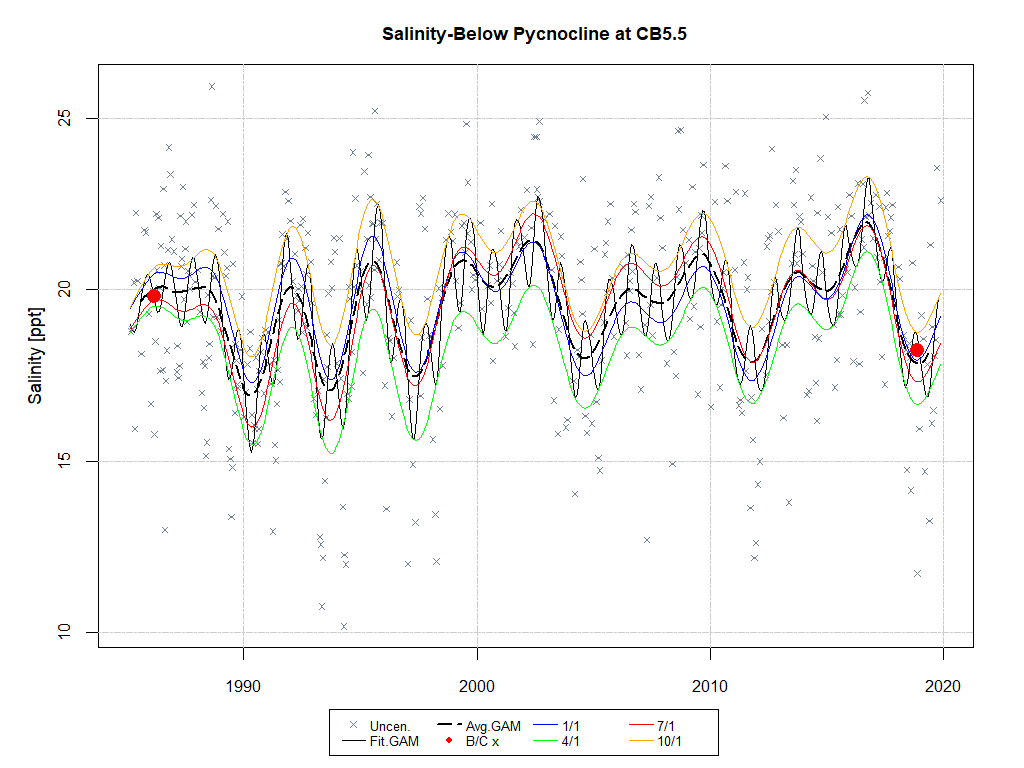 Salinity-Below Pycnocline at CB5.5
Salinity [ppt]
25
20
15
10
1990 2000 2010 2020
Uncen. Avg.GAM 1/1 7/1
Fit.GAM B/C x 4/1 10/1